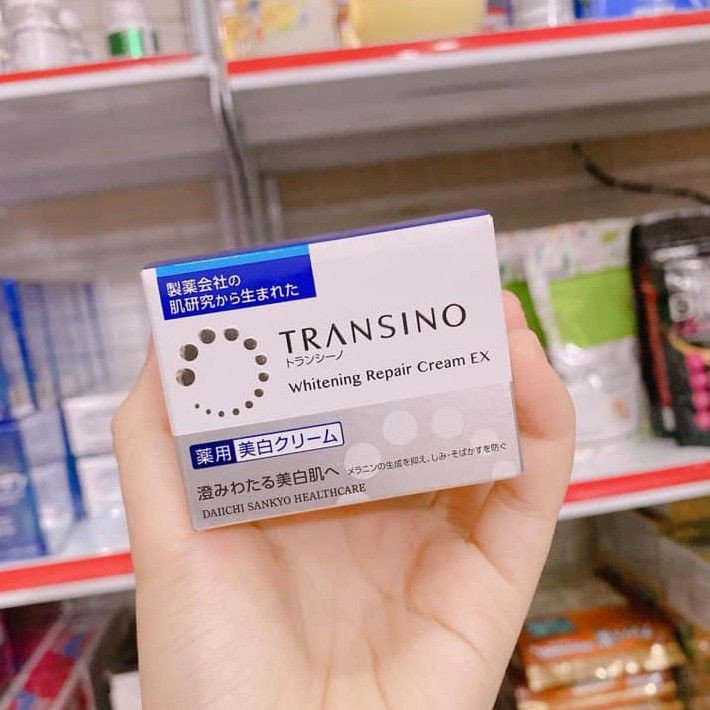 製薬会社の
肌研究から生まれた
TRANSINO
トランシーノ
Whitening Repair Cream EX
薬用 美白クリーム
澄みわたる美白肌へ メラニンの生成を抑え、しみ・そばかすを防ぐ
DAIICHI SANKYO HEALTHCARE